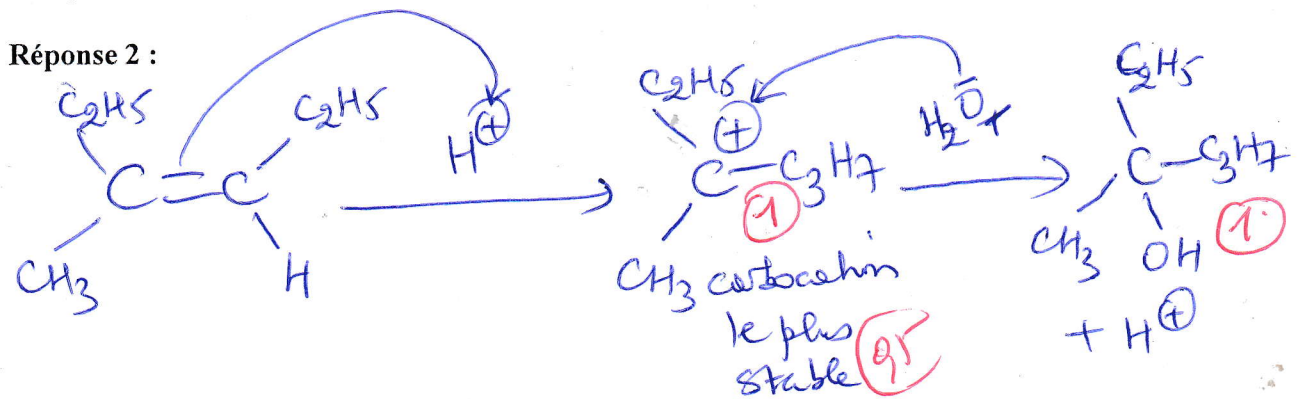 Réponse 2 :
C2H5 C2H5 H⊕ C2H5 ⊕ H2O C2H5
C=C C—C3H7 C—C3H7
1 1
CH3 H CH3 CH3 OH
carbocation
le plus
stable 0,5
+ H⊕